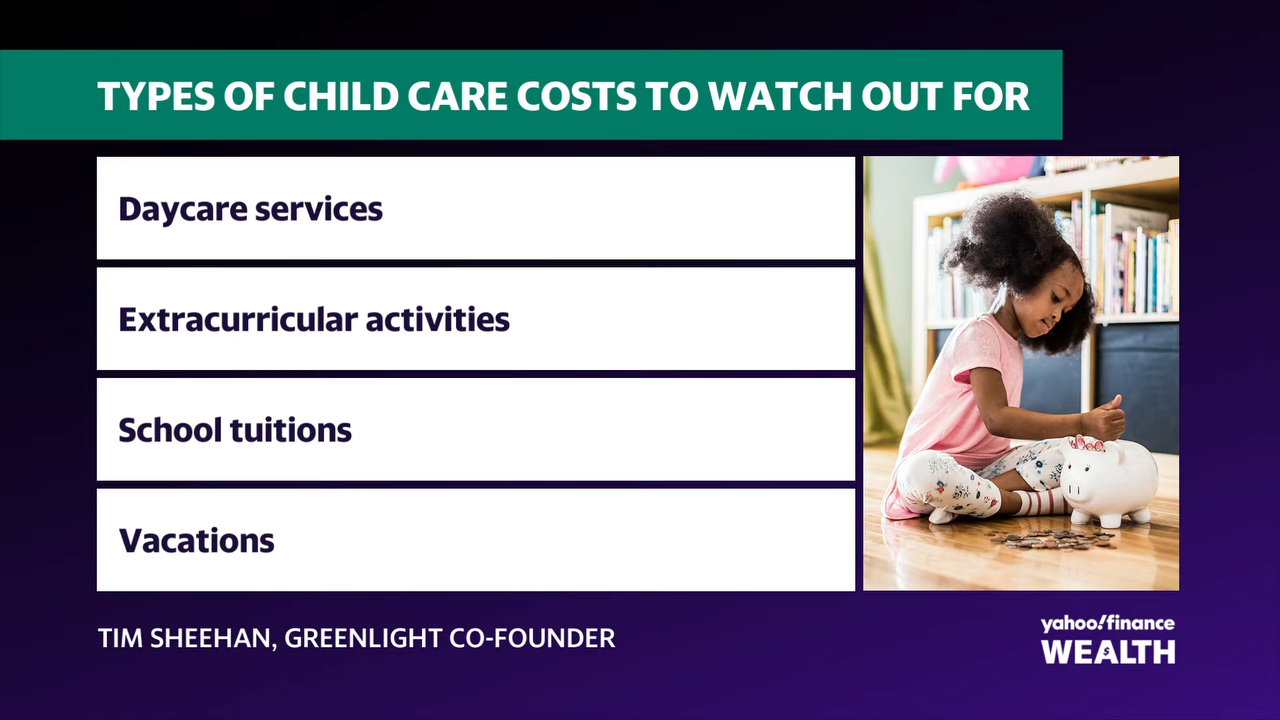 TYPES OF CHILD CARE COSTS TO WATCH OUT FOR
Daycare services
Extracurricular activities
School tuitions
Vacations
TIM SHEEHAN, GREENLIGHT CO-FOUNDER
yahoo!finance
WEALTH